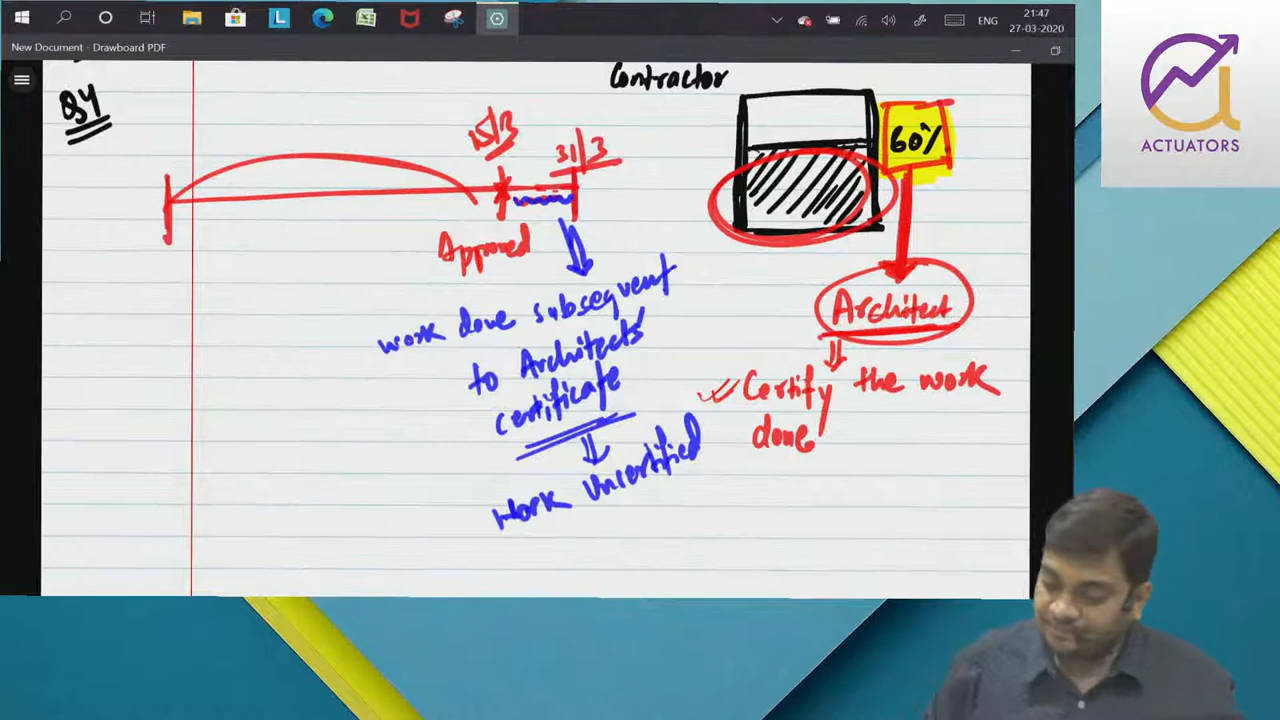 21:47
ENG
27-03-2020
New Document - Drawboard PDF
Q34
Contractor
15/3
31/3
60%
Approved
Architect
work done subsequent
to Architects'
certificate
Certify the work
done
work Uncertified
ACTUATORS